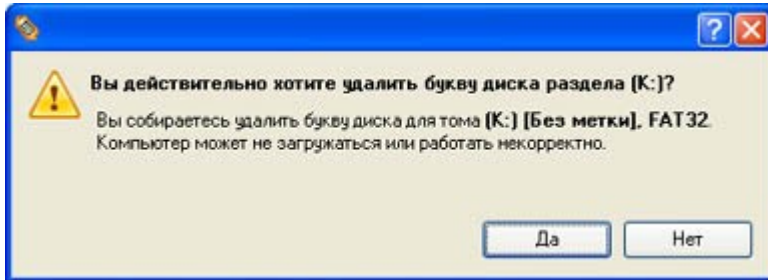 Вы действительно хотите удалить букву диска раздела (K:)?
Вы собираетесь удалить букву диска для тома (K:) [Без метки], FAT32.
Компьютер может не загружаться или работать некорректно.
Да Нет